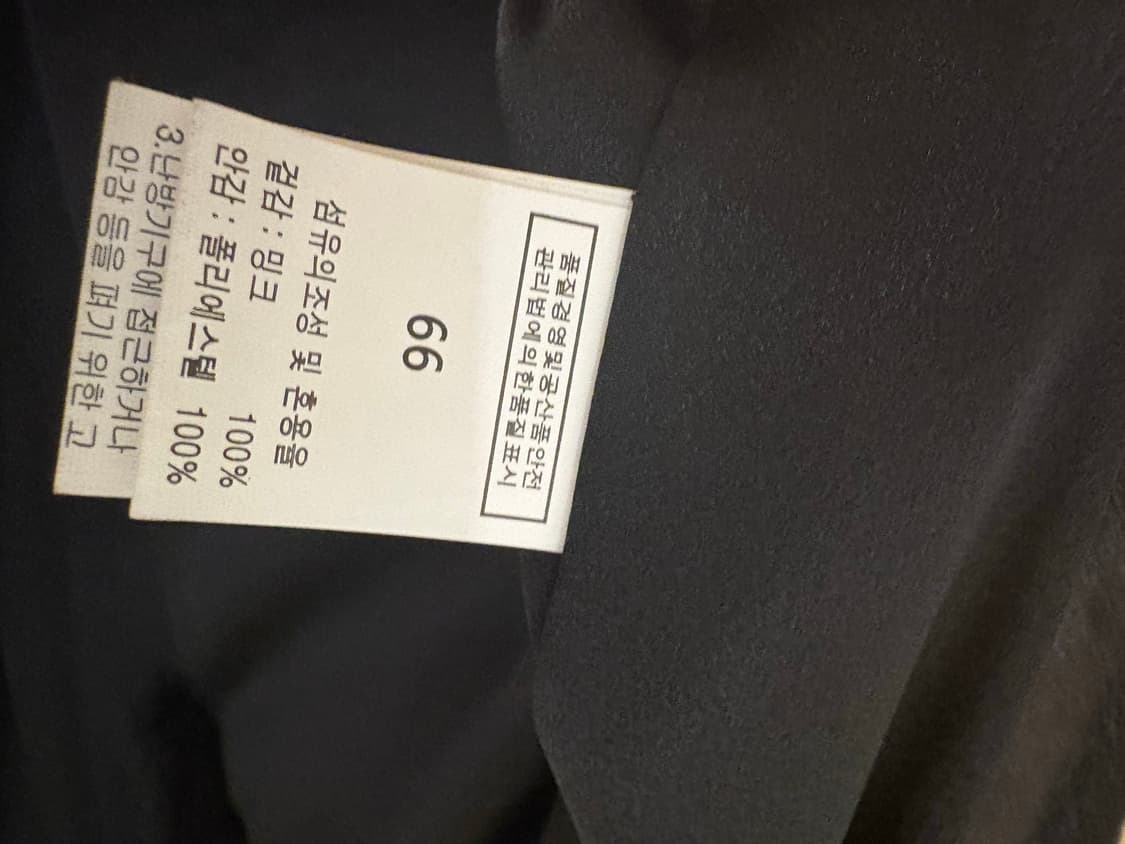 품질경영및공산품안전
관리법에의한품질표시
66
섬유의조성 및 혼용율
겉감 : 밍크 100%
안감 : 폴리에스텔 100%
3.난방기구에 접근하거나
안감 등을 펴기 위한 고